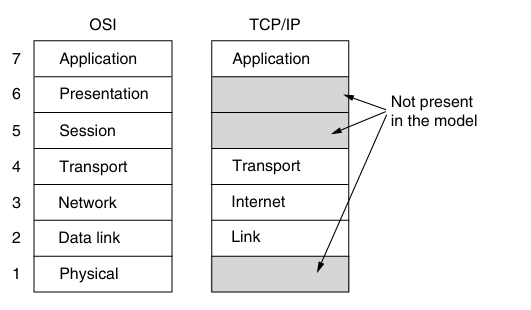 OSI TCP/IP
7 Application Application
6 Presentation
Not present
in the model
5 Session
4 Transport Transport
3 Network Internet
2 Data link Link
1 Physical